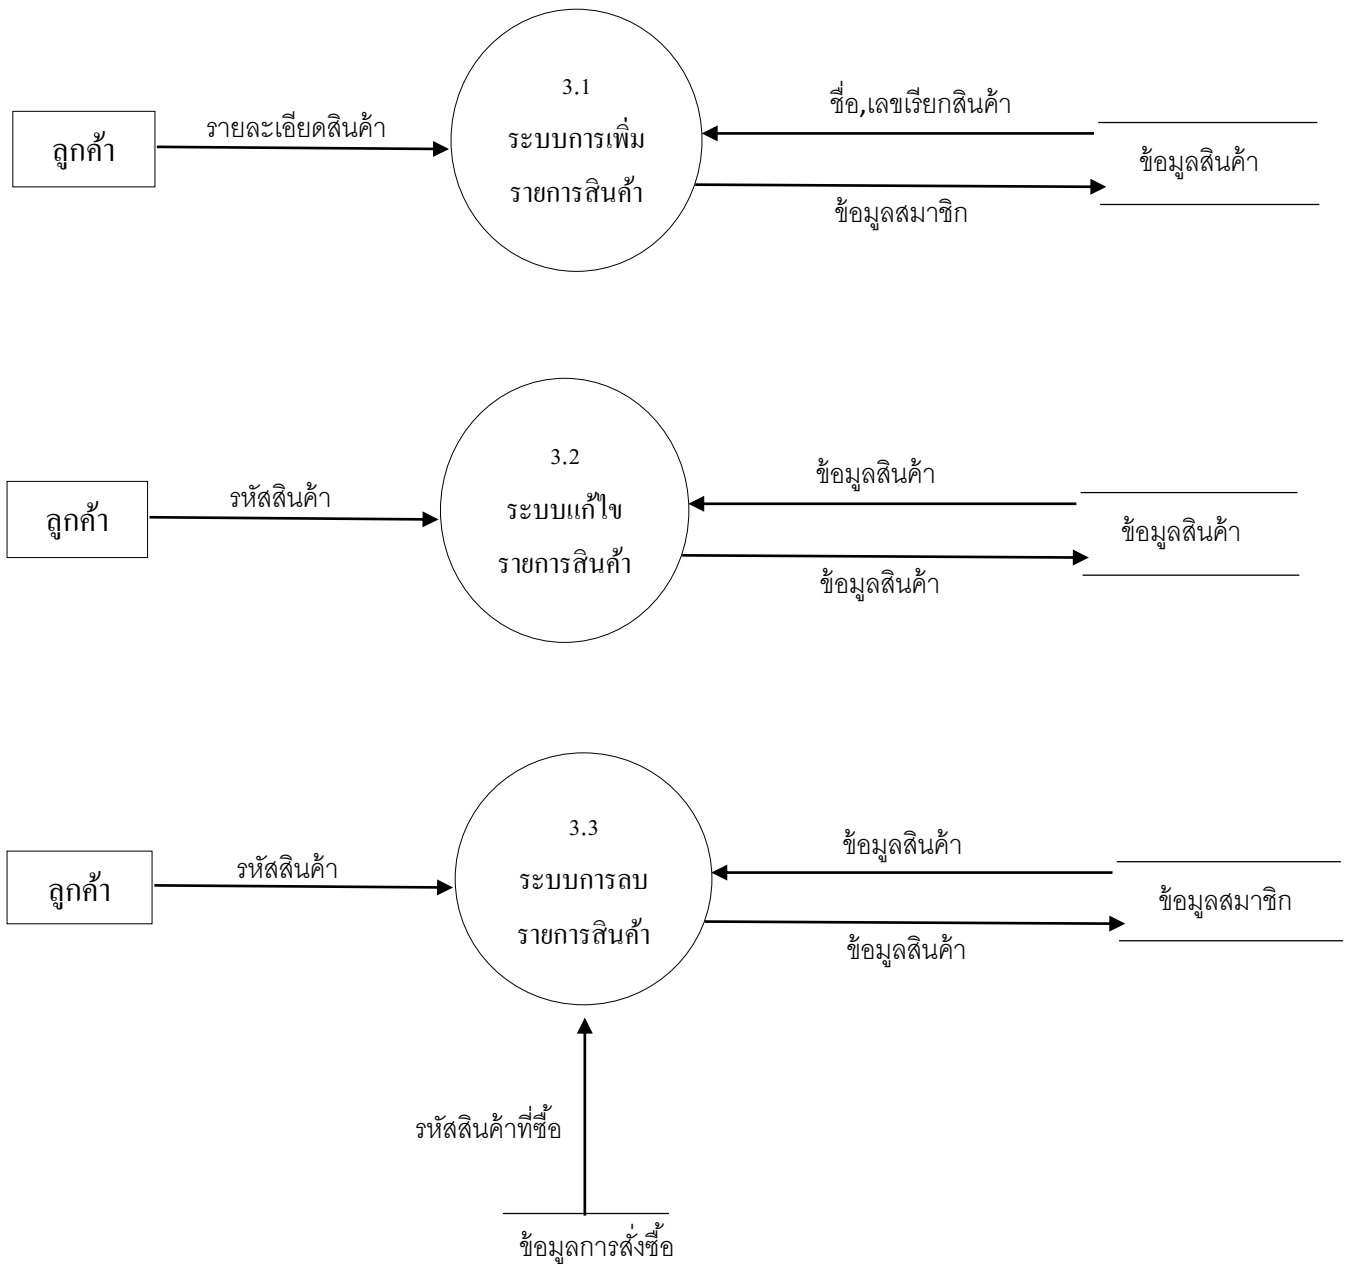 3.1
ระบบการเพิ่ม
รายการสินค้า
ลูกค้า
รายละเอียดสินค้า
ชื่อ,เลขเรียกสินค้า
ข้อมูลสินค้า
ข้อมูลสมาชิก
3.2
ระบบแก้ไข
รายการสินค้า
ลูกค้า
รหัสสินค้า
ข้อมูลสินค้า
ข้อมูลสินค้า
ข้อมูลสินค้า
3.3
ระบบการลบ
รายการสินค้า
ลูกค้า
รหัสสินค้า
ข้อมูลสินค้า
ข้อมูลสมาชิก
ข้อมูลสินค้า
รหัสสินค้าที่ซื้อ
ข้อมูลการสั่งซื้อ